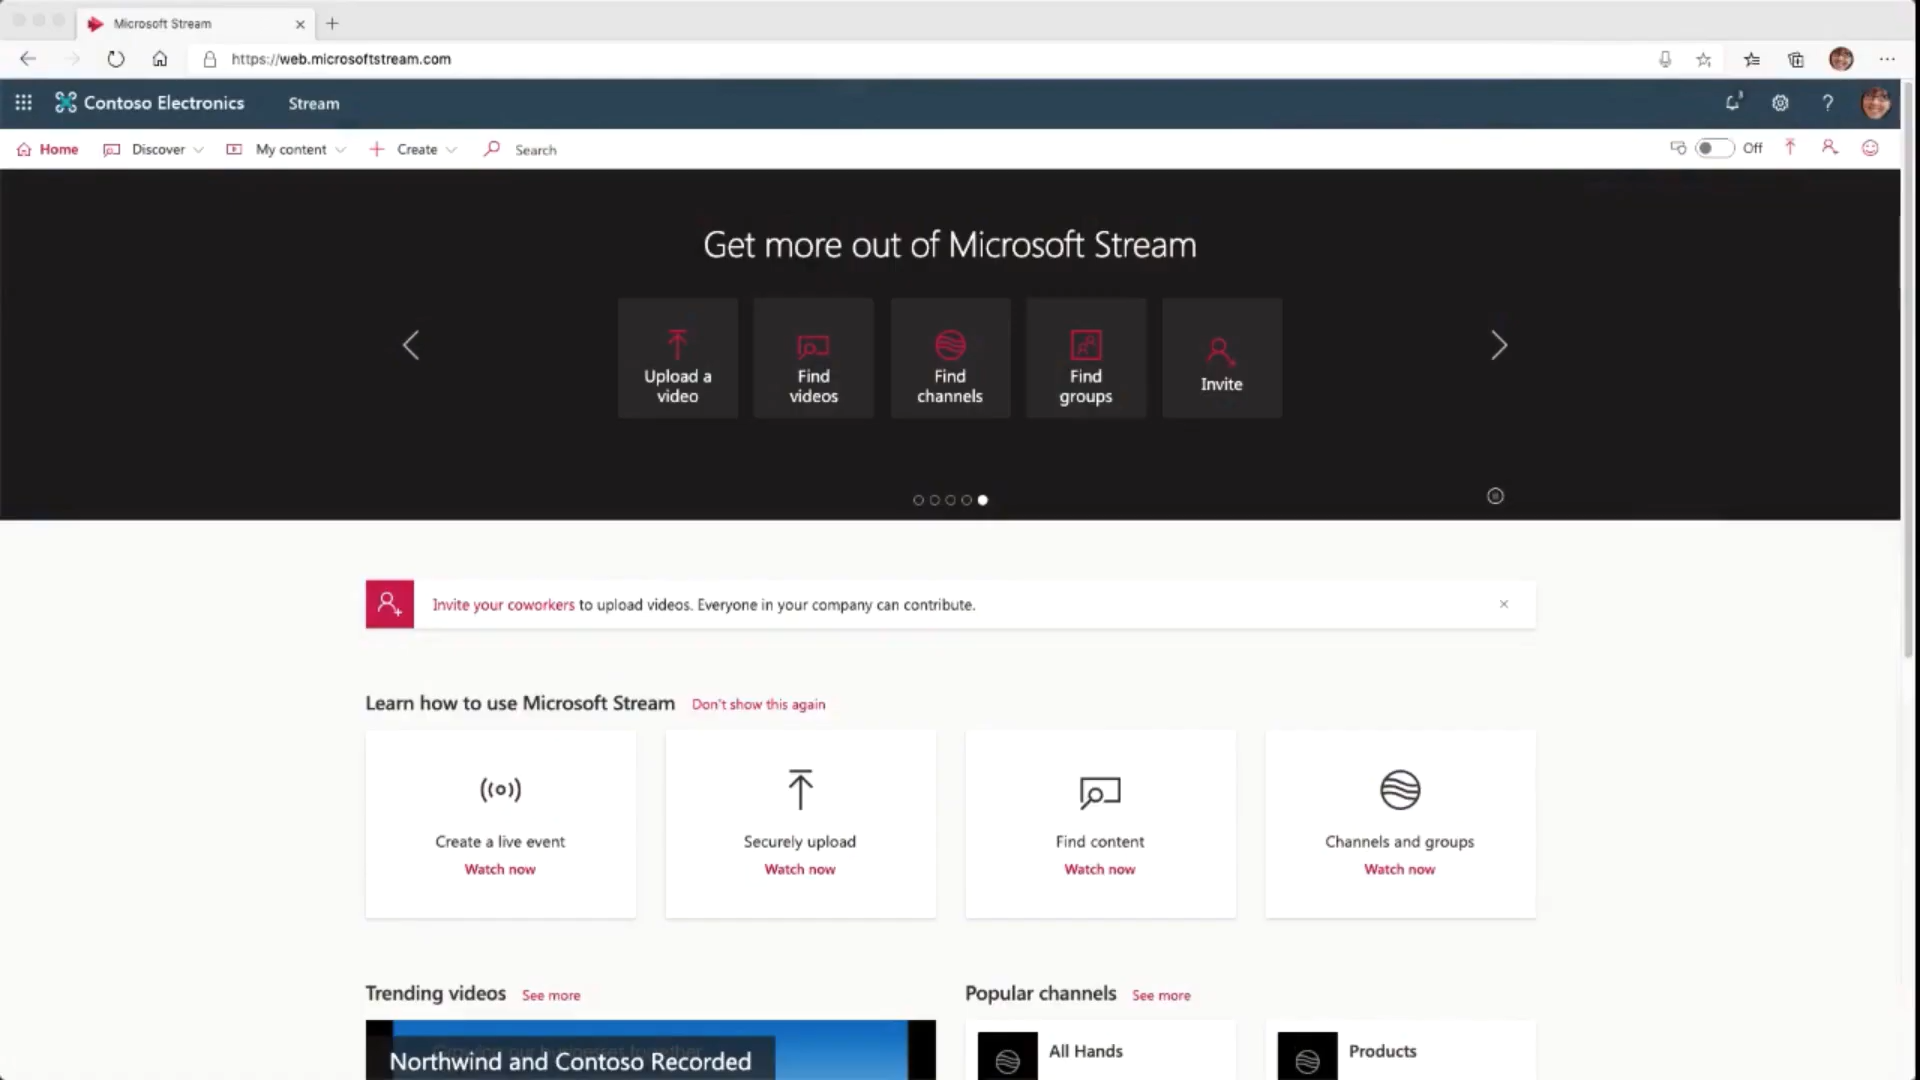 Microsoft Stream
https://web.microsoftstream.com
Contoso Electronics Stream
3
?
Home Discover My content Create Search Off
Get more out of Microsoft Stream
Upload a video
Find videos
Find channels
Find groups
Invite
Invite your coworkers to upload videos. Everyone in your company can contribute.
Learn how to use Microsoft Stream Don't show this again
Create a live event
Watch now
Securely upload
Watch now
Find content
Watch now
Channels and groups
Watch now
Trending videos See more
Northwind and Contoso Recorded
Popular channels See more
All Hands
Products